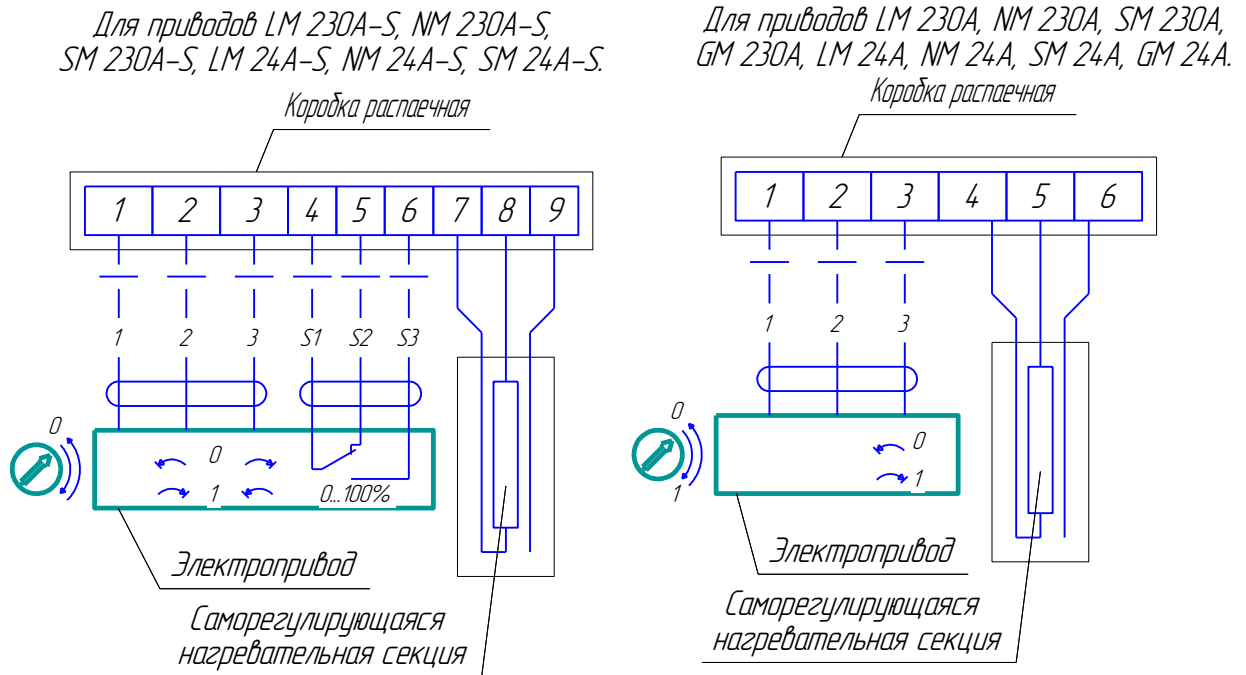 Для приводов LM 230A-S, NM 230A-S,
SM 230A-S, LM 24A-S, NM 24A-S, SM 24A-S.
Коробка распаечная
1 2 3 4 5 6 7 8 9
1 2 3 S1 S2 S3
0
0
1
0...100%
Электропривод
Саморегулирующаяся
нагревательная секция
Для приводов LM 230A, NM 230A, SM 230A,
GM 230A, LM 24A, NM 24A, SM 24A, GM 24A.
Коробка распаечная
1 2 3 4 5 6
1 2 3
0
1
0
1
Электропривод
Саморегулирующаяся
нагревательная секция